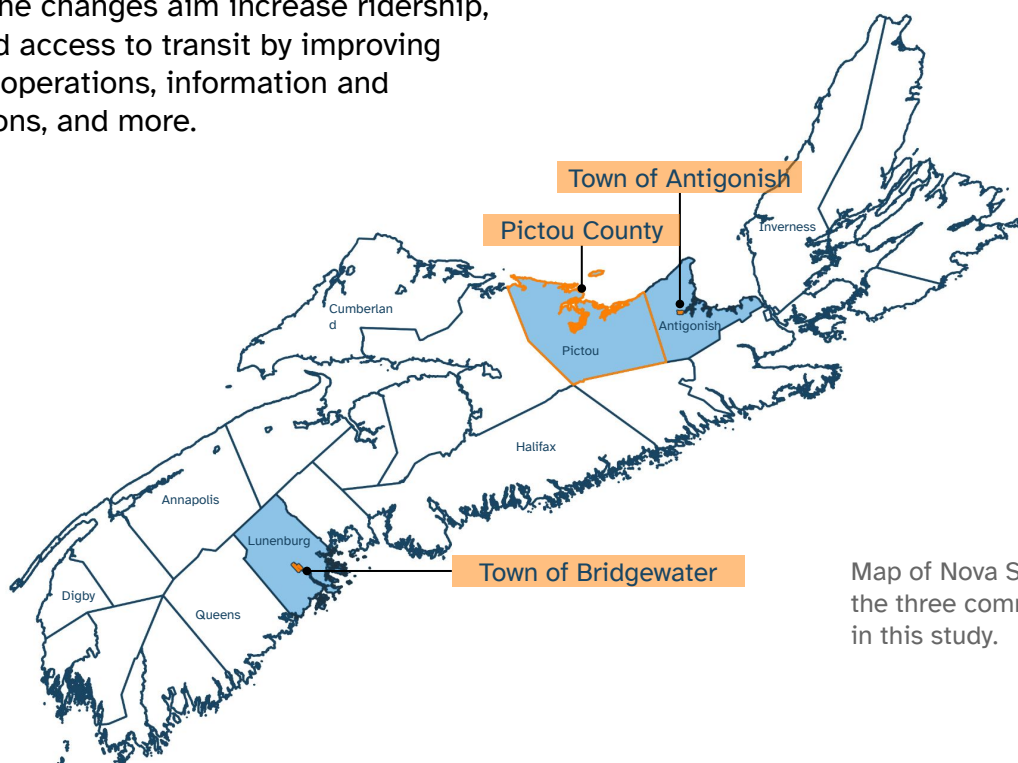 he changes aim increase ridership,
d access to transit by improving
operations, information and
ons, and more.
Town of Antigonish
Pictou County
Inverness
Cumberlan
d
Antigonish
Pictou
Halifax
Annapolis
Lunenburg
Town of Bridgewater
Digby
Queens
Map of Nova S
the three comm
in this study.